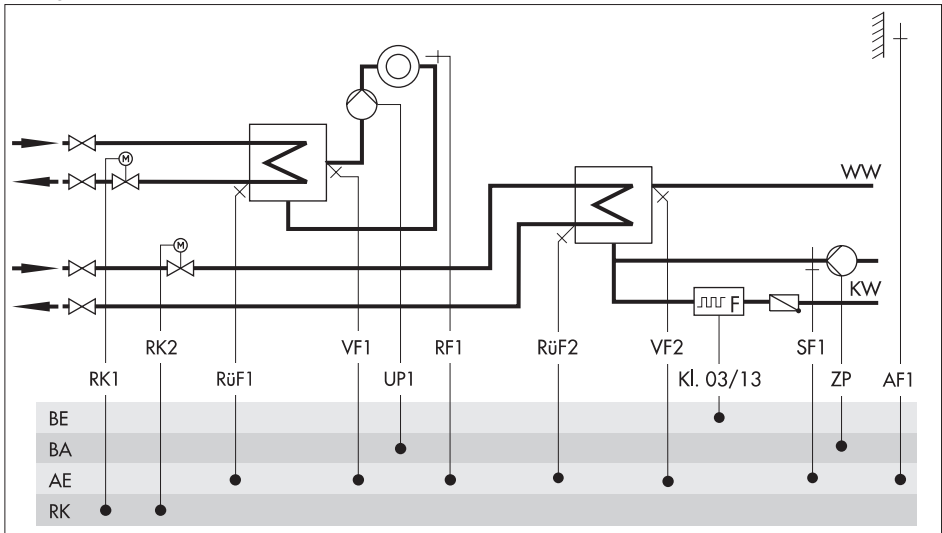 M
WW
M
F
KW
RK2 VF1 RF1 RüF2 VF2 SF1
RK1 RüF1 UP1 Kl. 03/13 ZP AF1
BE
BA
AE
RK